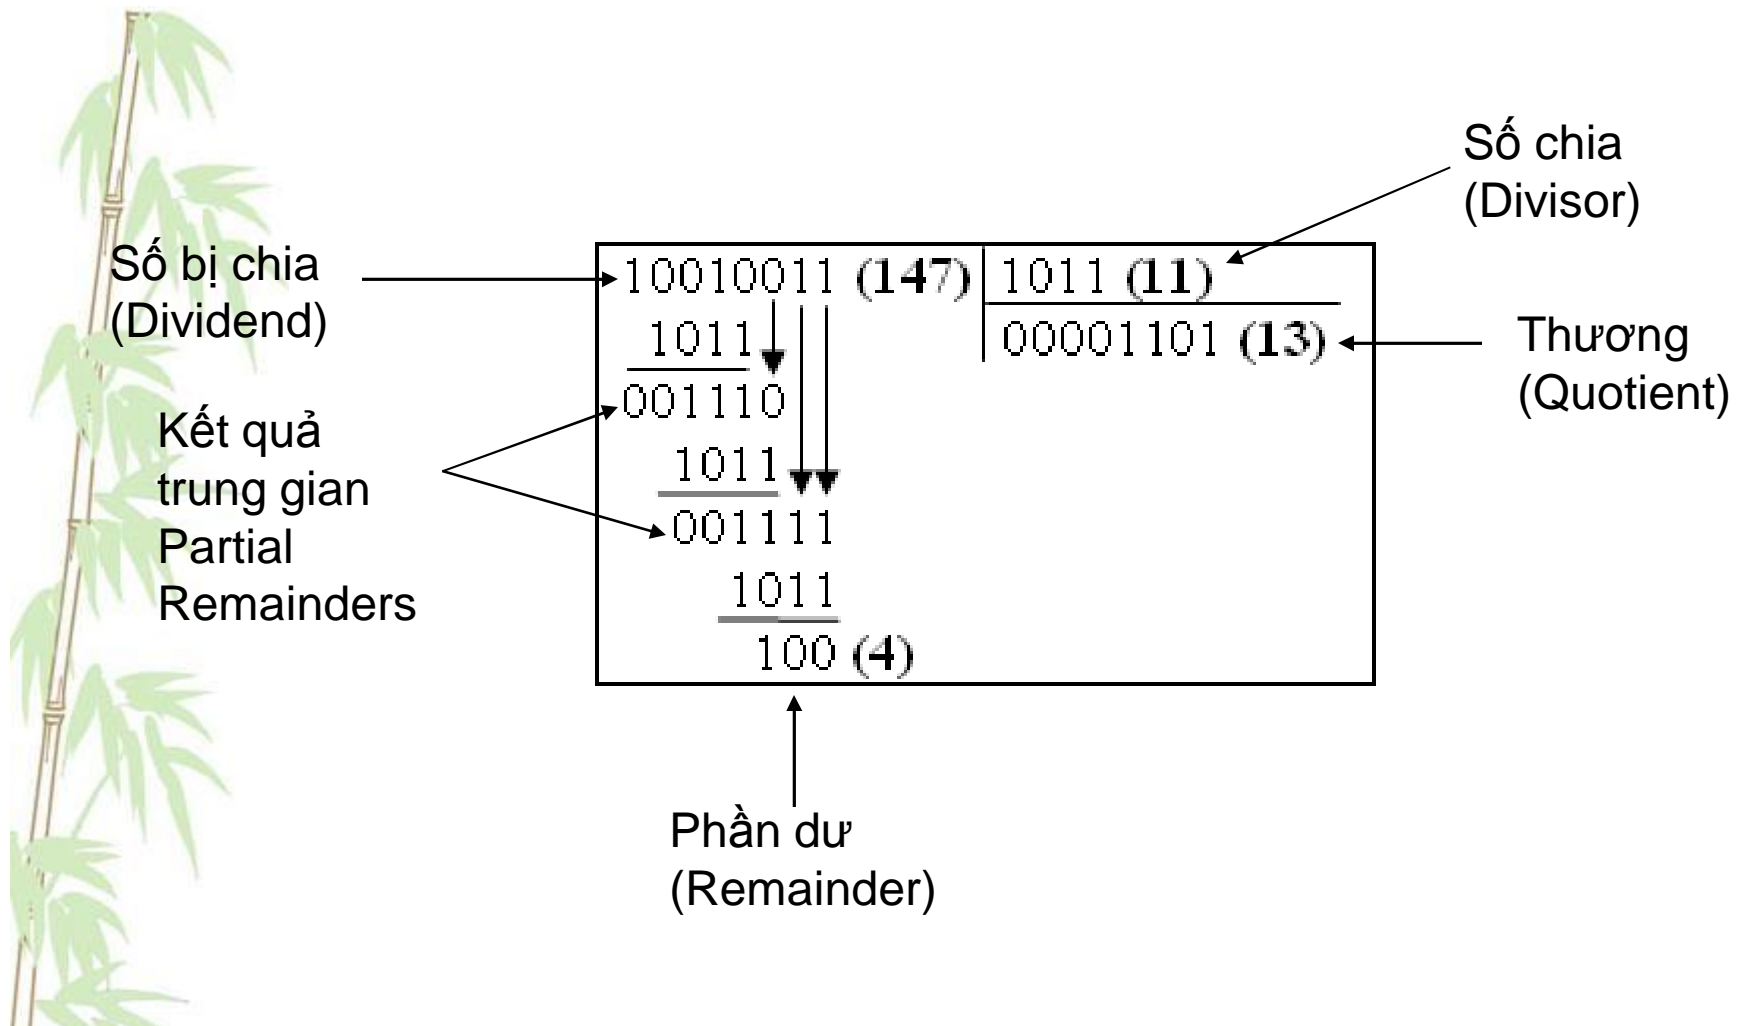 Số chia
(Divisor)
Số bị chia
(Dividend)
10010011 (147) 1011 (11)
1011 00001101 (13)
Thương
(Quotient)
001110
Kết quả
trung gian
Partial
Remainders
1011
001111
1011
100 (4)
Phần dư
(Remainder)